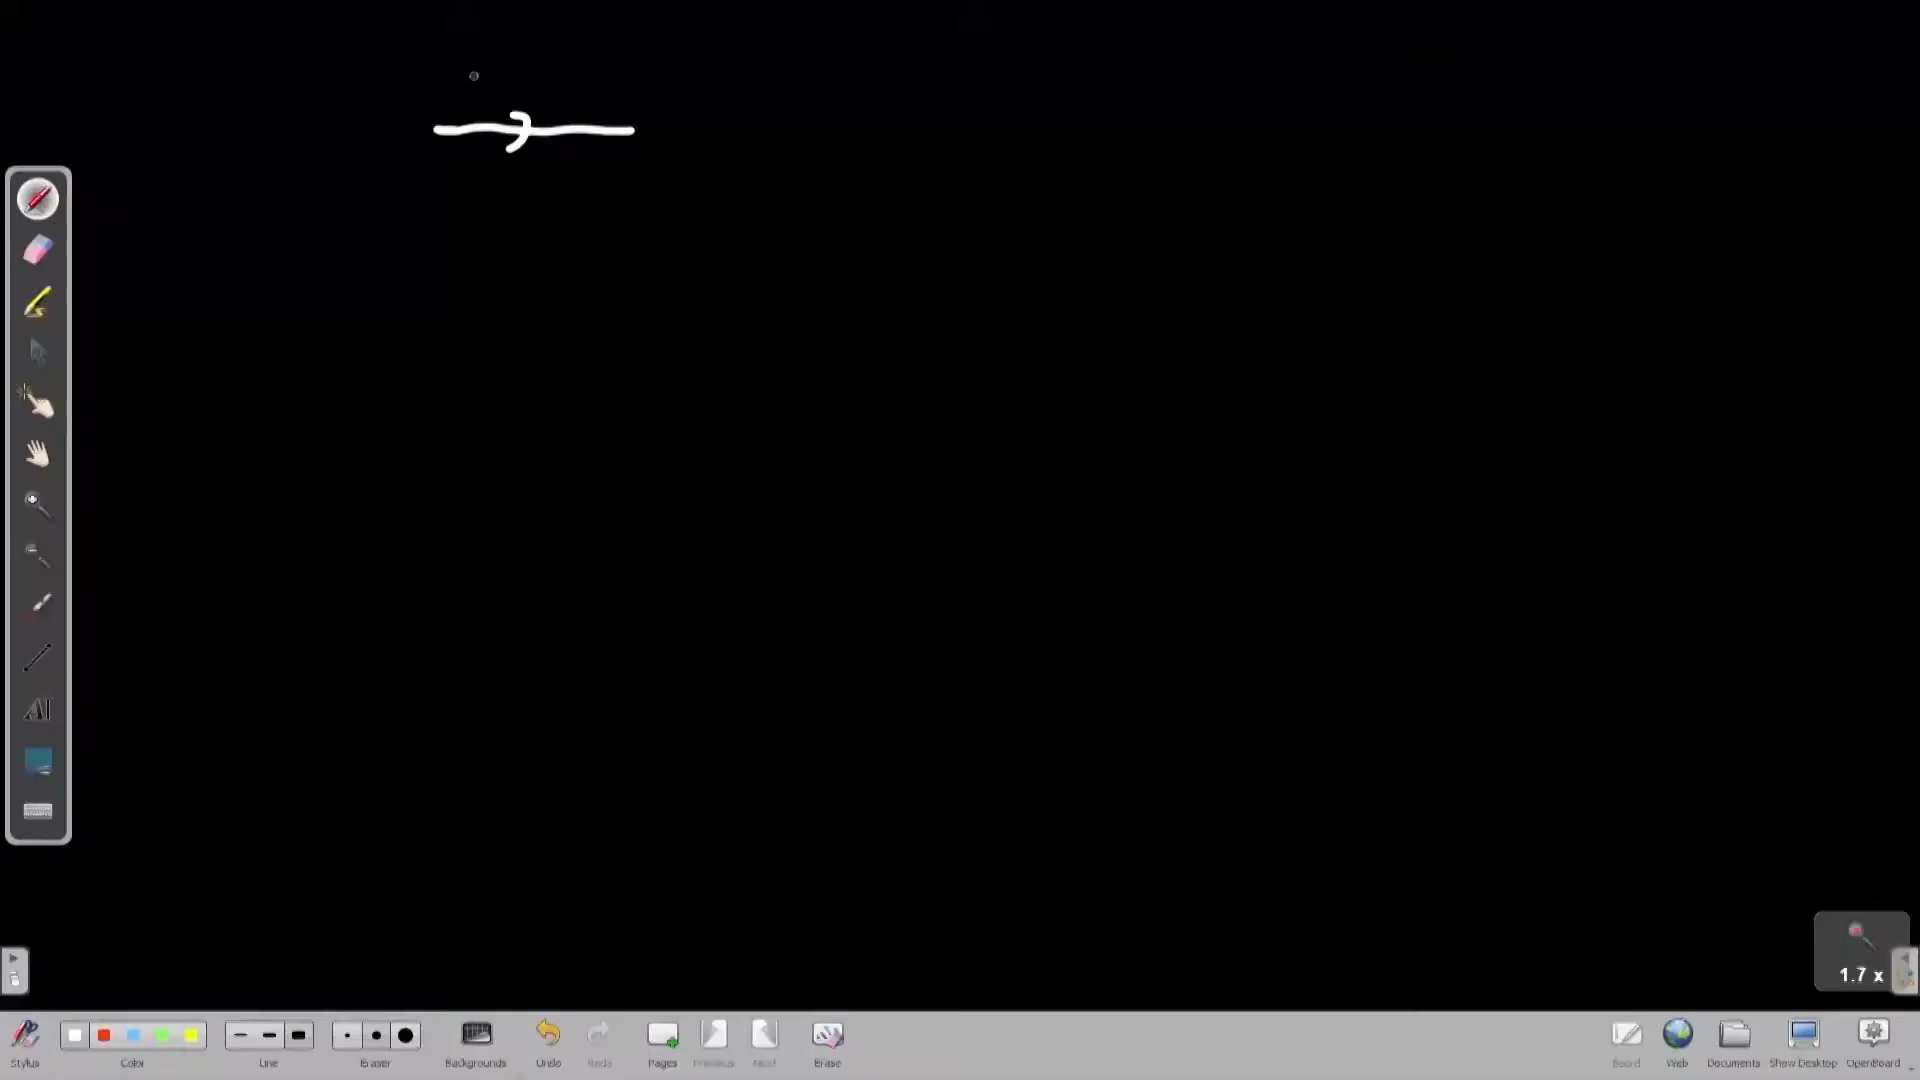 1.7 x
Stylus
Color
Line
Eraser
Backgrounds
Undo
Redo
Pages
Previous
Next
Erase
Board
Web
Documents
Show Desktop
OpenBoard